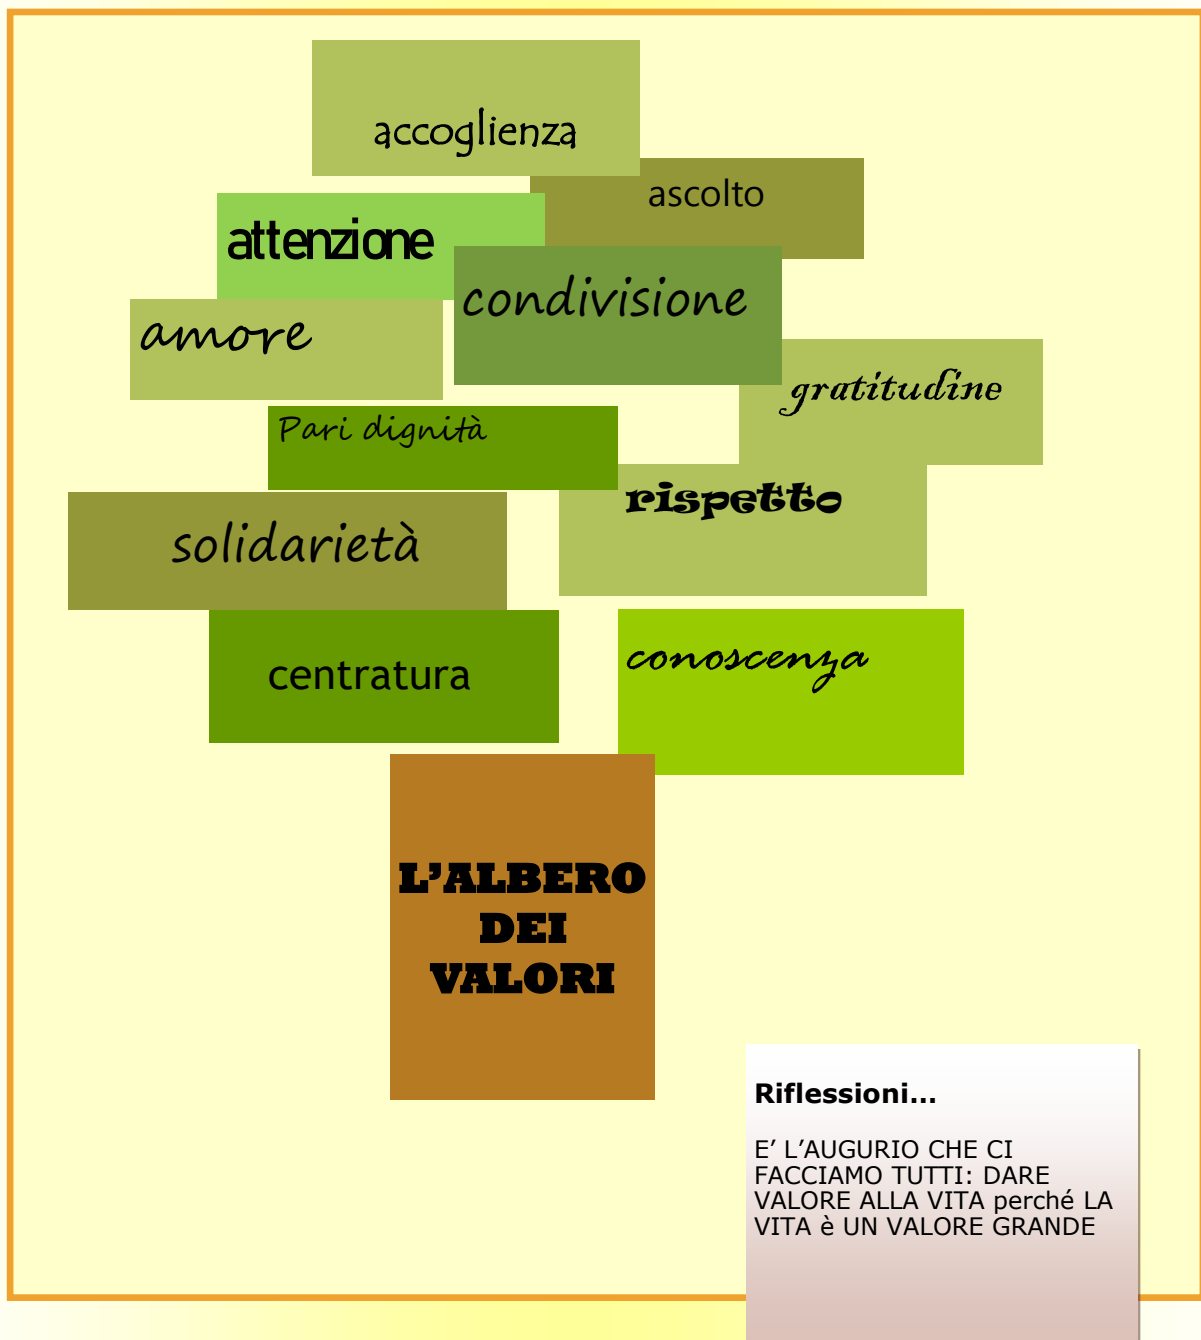 accoglienza
ascolto
attenzione
condivisione
amore
gratitudine
Pari dignità
rispetto
solidarietà
centratura
conoscenza
L’ALBERO
DEI
VALORI
Riflessioni...
E’ L’AUGURIO CHE CI
FACCIAMO TUTTI: DARE
VALORE ALLA VITA perché LA
VITA è UN VALORE GRANDE